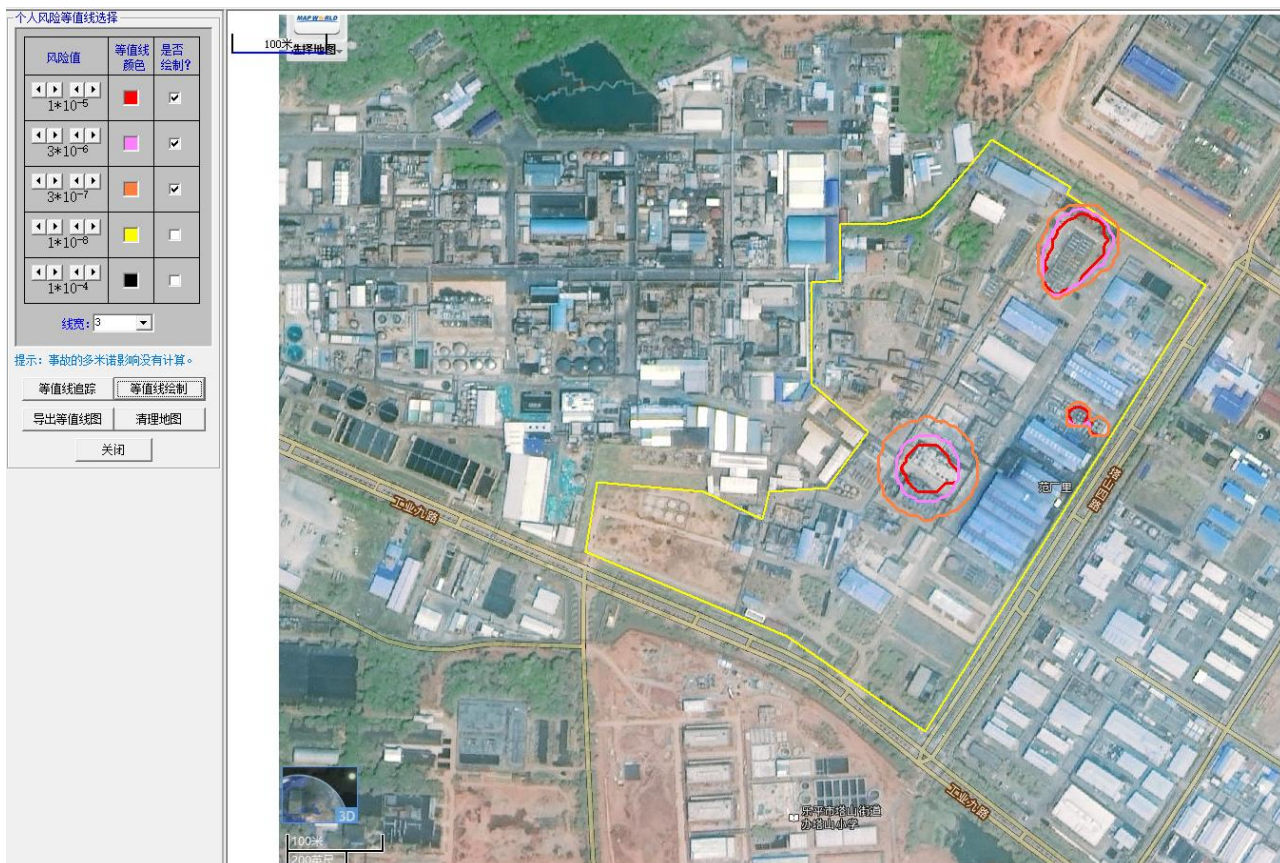 个人风险等值线选择
风险值
等值线
颜色
是否
绘制?
1*10-5
3*10-6
3*10-7
1*10-8
1*10-4
线宽: 3
提示: 事故的多米诺影响没有计算。
等值线追踪
等值线绘制
导出等值线图
清理地图
关闭
MAPWORLD
100米
选择地图
工业九路
范厂里
塔山四路
工业九路
乐平市塔山街道
办塔山小学
3D
100米
200英尺